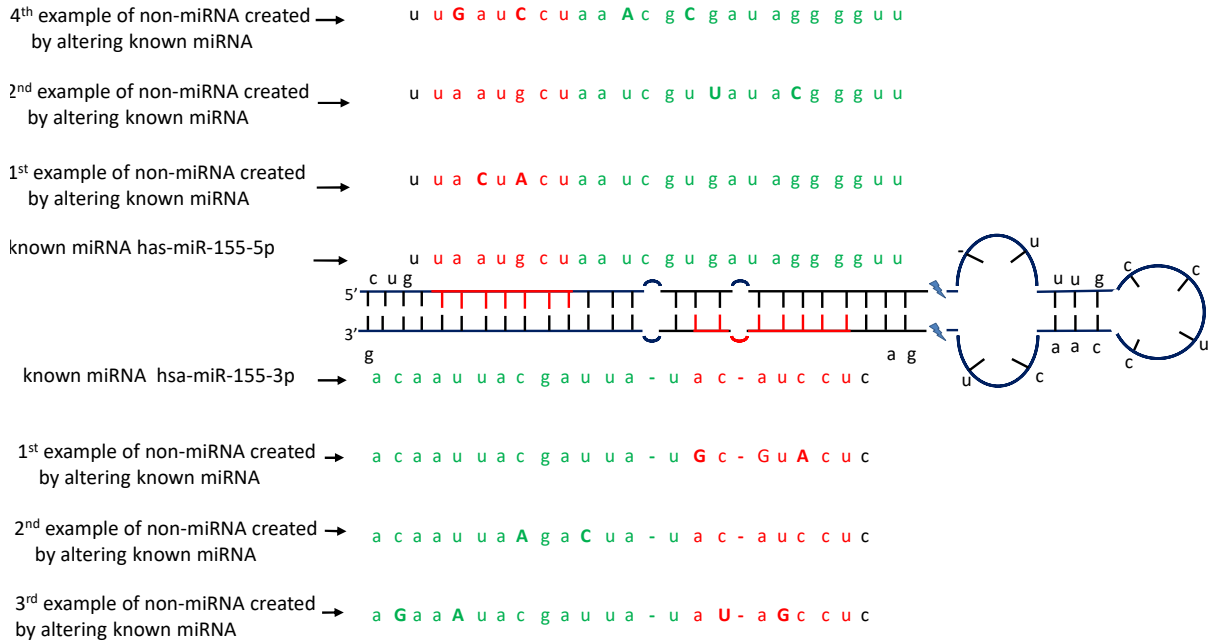 4th example of non-miRNA created u u G a u C c u a a A c g C g a u a g g g g u u
by altering known miRNA
2nd example of non-miRNA created u u a a u g c u a a u c g u U a u a C g g g u u
by altering known miRNA
1st example of non-miRNA created u u a C u A c u a a u c g u g a u a g g g g u u
by altering known miRNA
known miRNA has-miR-155-5p u u a a u g c u a a u c g u g a u a g g g g u u
c u g - u u u g c c
5’
3’ u
g a g u c a a c c
known miRNA hsa-miR-155-3p a c a a u u a c g a u u a - u a c - a u c c u c
1st example of non-miRNA created a c a a u u a c g a u u a - u G c - G u A c u c
by altering known miRNA
2nd example of non-miRNA created a c a a u u a A g a C u a - u a c - a u c c u c
by altering known miRNA
3rd example of non-miRNA created a G a a A u a c g a u u a - u a U - a G c c u c
by altering known miRNA